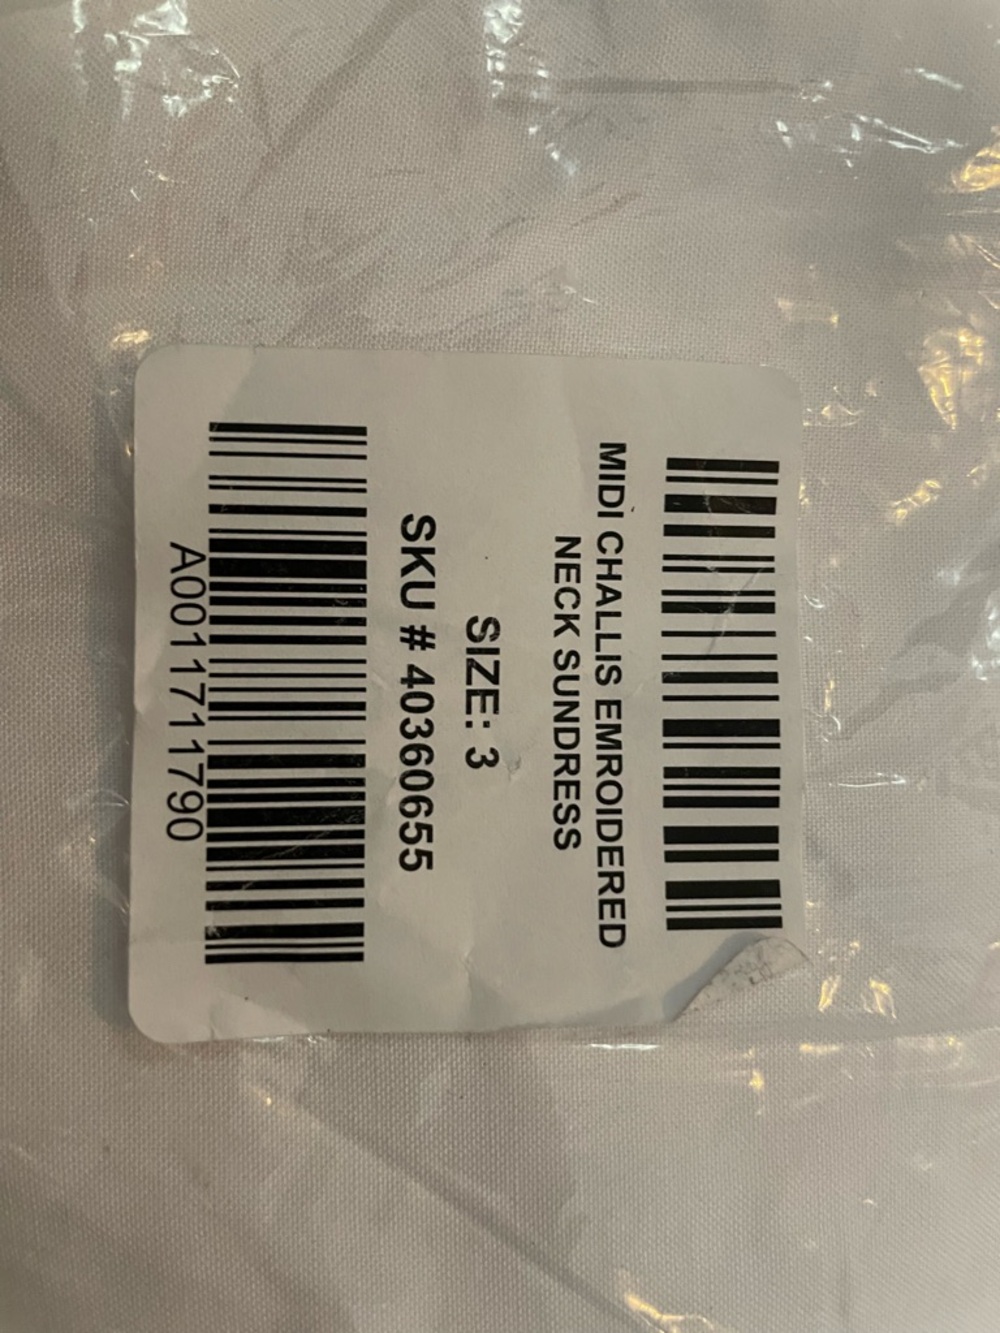 MIDI CHALLIS EMROIDERED
NECK SUNDRESS
SIZE: 3
SKU # 40360655
A0011711790